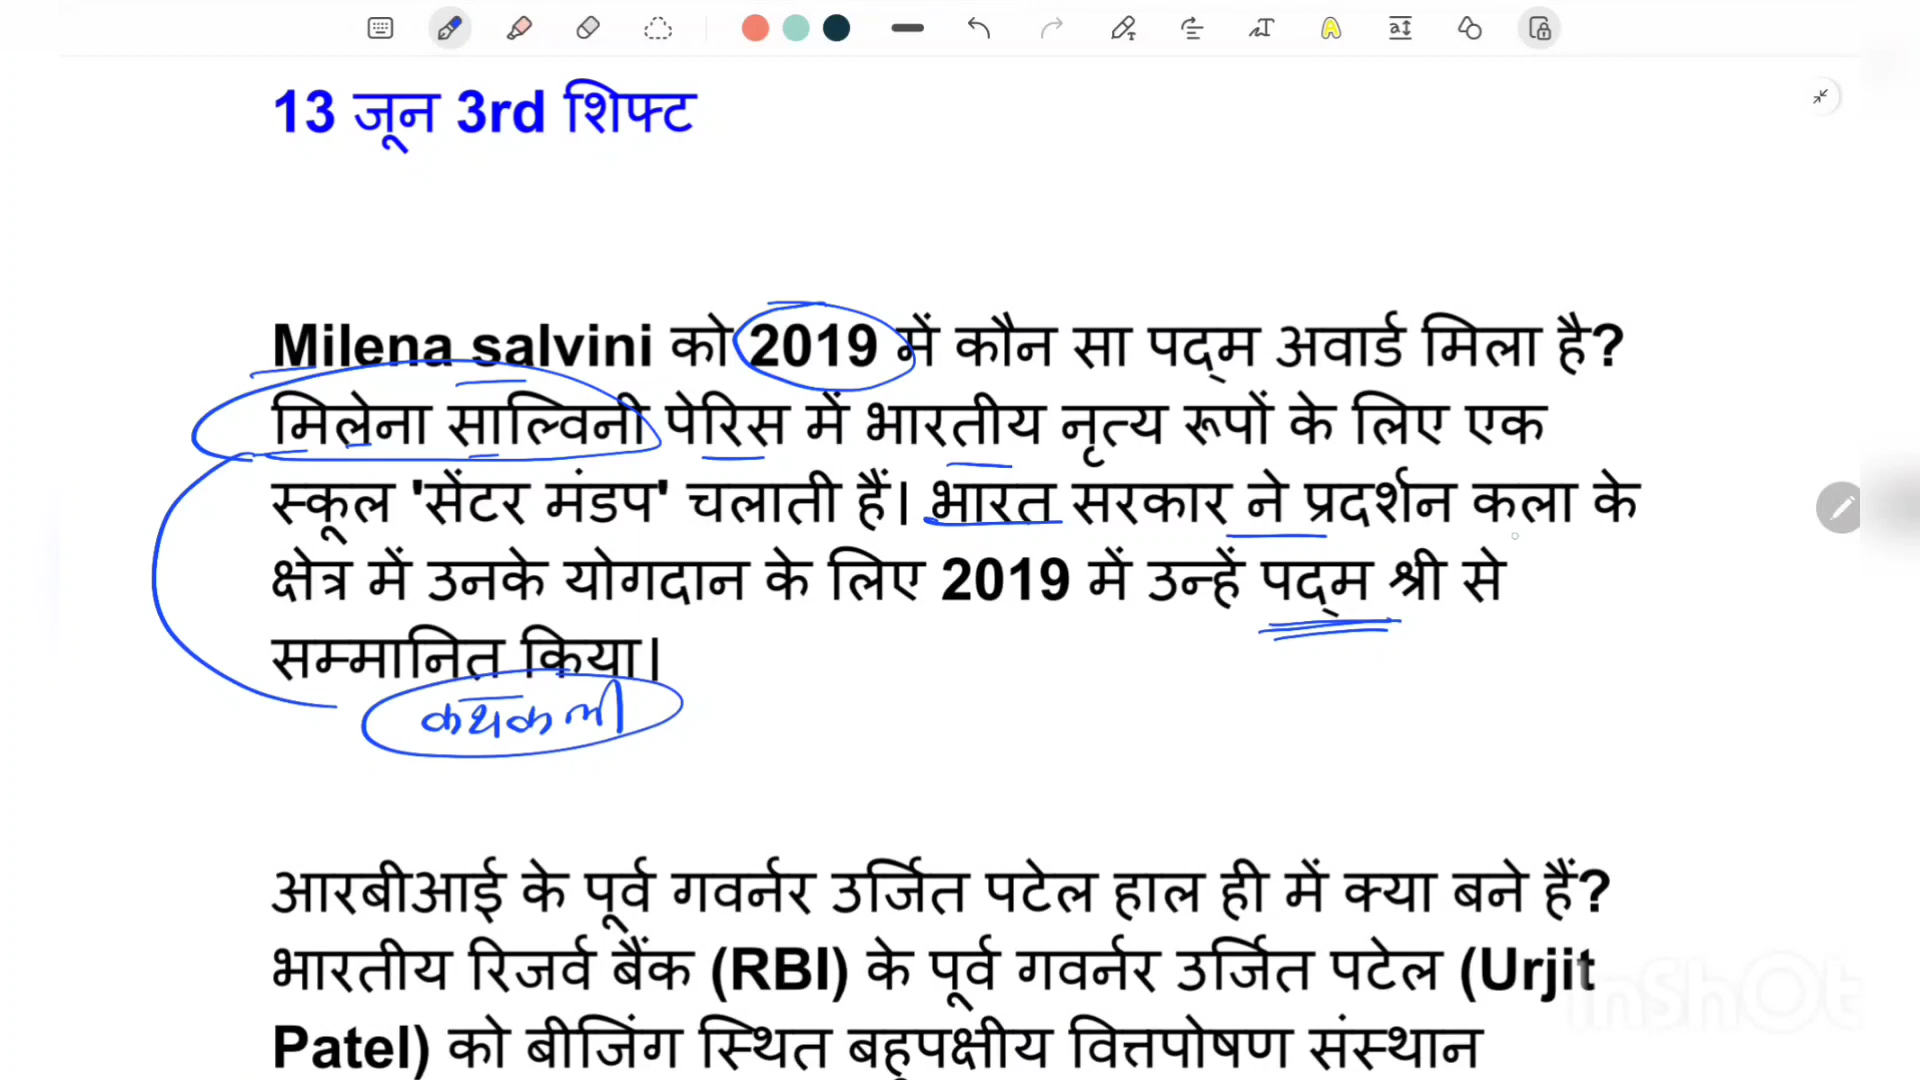 13 जून 3rd शिफ्ट
Milena salvini को 2019 में कौन सा पद्म अवार्ड मिला है?
मिलेना साल्विनी पेरिस में भारतीय नृत्य रूपों के लिए एक
स्कूल 'सेंटर मंडप' चलाती हैं। भारत सरकार ने प्रदर्शन कला के
क्षेत्र में उनके योगदान के लिए 2019 में उन्हें पद्म श्री से
सम्मानित किया।
कथकली
आरबीआई के पूर्व गवर्नर उर्जित पटेल हाल ही में क्या बने हैं?
भारतीय रिजर्व बैंक (RBI) के पूर्व गवर्नर उर्जित पटेल (Urjit
Patel) को बीजिंग स्थित बहुपक्षीय वित्तपोषण संस्थान
InShOt